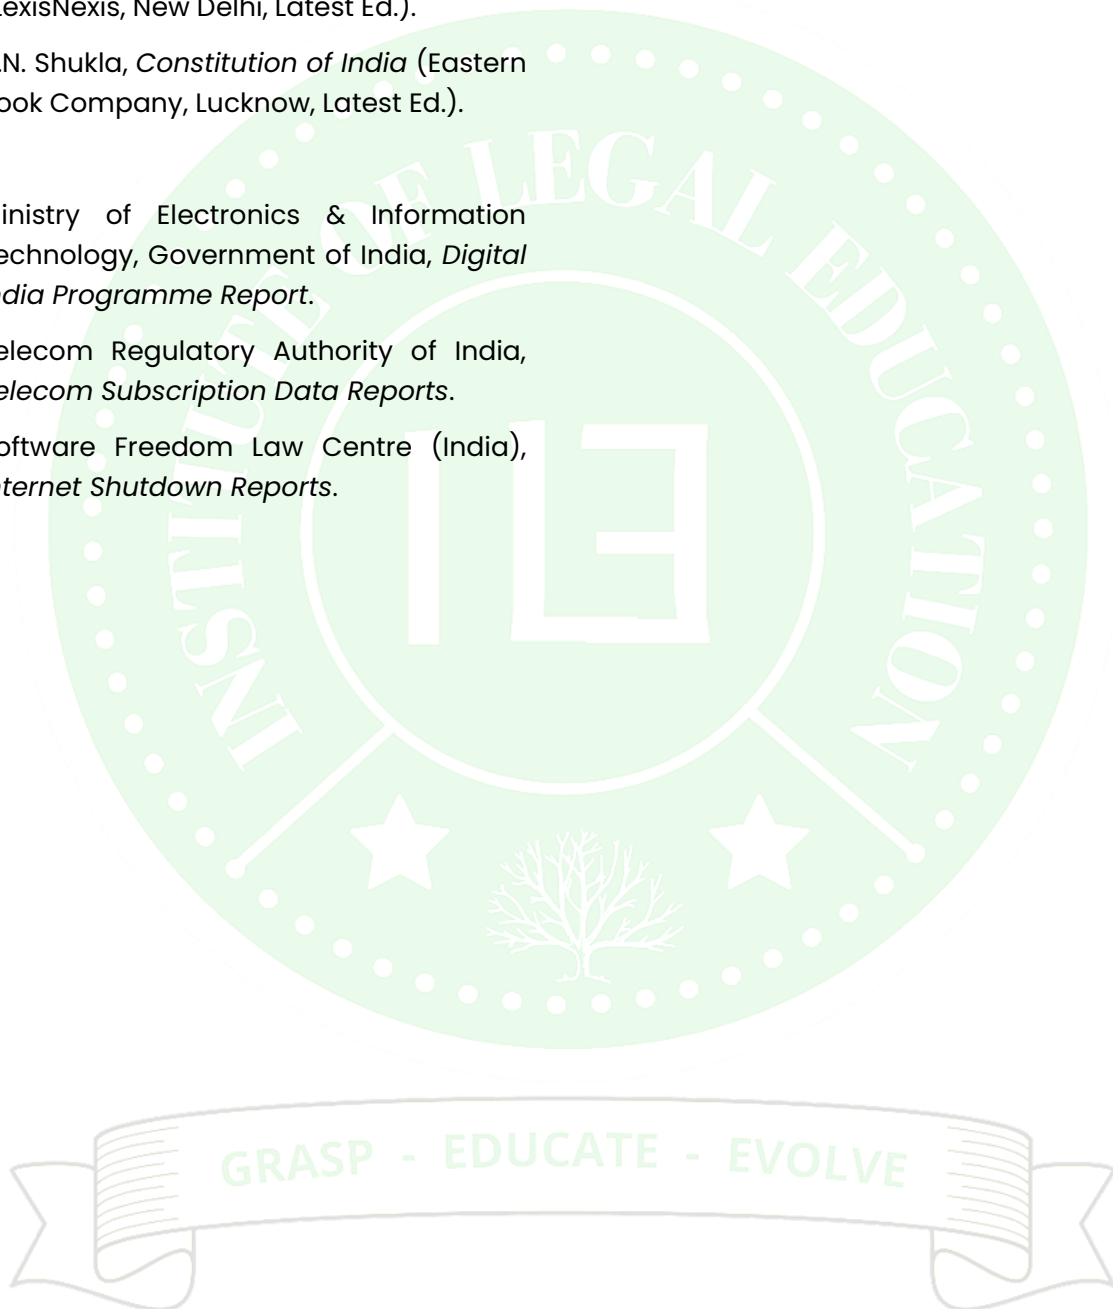 exisNexis, New Delhi, Latest Ed.).
.N. Shukla, Constitution of India (Eastern
ook Company, Lucknow, Latest Ed.).
inistry of Electronics & Information
echnology, Government of India, Digital
dia Programme Report.
elecom Regulatory Authority of India,
elecom Subscription Data Reports.
oftware Freedom Law Centre (India),
ternet Shutdown Reports.
INSTITUTE OF LEGAL EDUCATION
ILE
GRASP - EDUCATE - EVOLVE